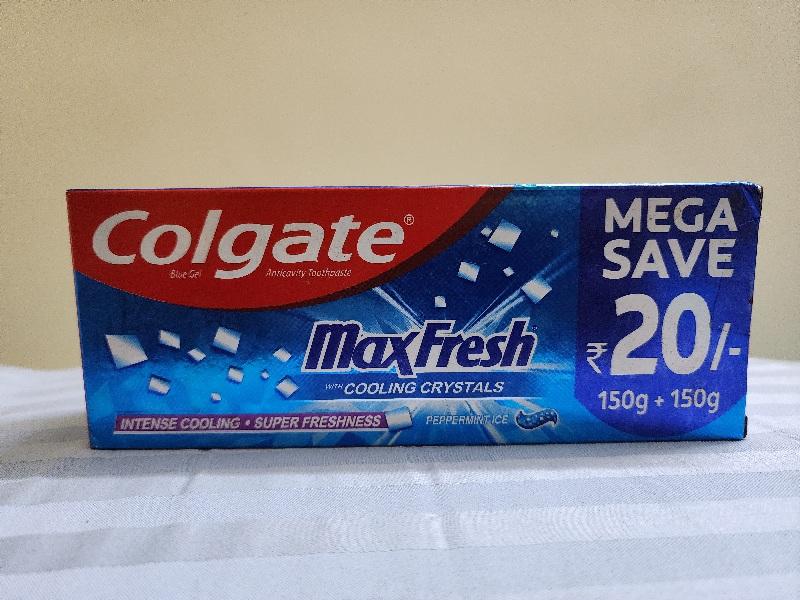 Colgate®
Blue Gel Anticavity Toothpaste
MaxFresh™
WITH COOLING CRYSTALS
INTENSE COOLING • SUPER FRESHNESS
PEPPERMINT ICE
MEGA
SAVE
₹20/-
150g + 150g